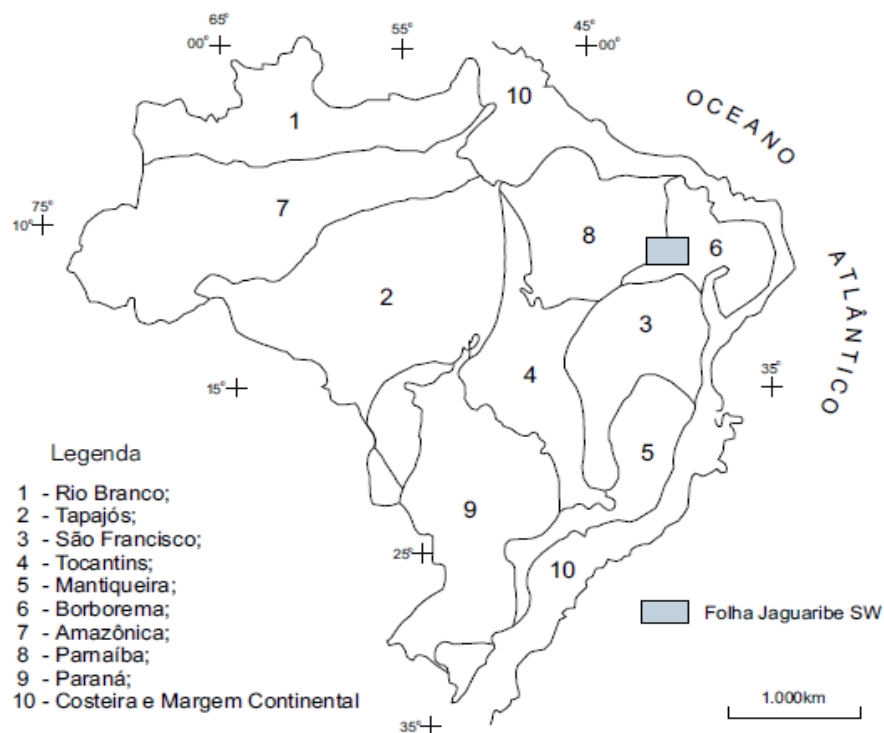 65°
00°
55°
45°
00°
10
OCEANO
1
75°
10°
7
8
6
ATLÂNTICO
2
3
4
15°
35°
5
Legenda
1 - Rio Branco;
2 - Tapajós;
3 - São Francisco;
4 - Tocantins;
5 - Mantiqueira;
6 - Borborema;
7 - Amazônica;
8 - Parnaíba;
9 - Paraná;
10 - Costeira e Margem Continental
9
25°
10
Folha Jaguaribe SW
1.000km
35°